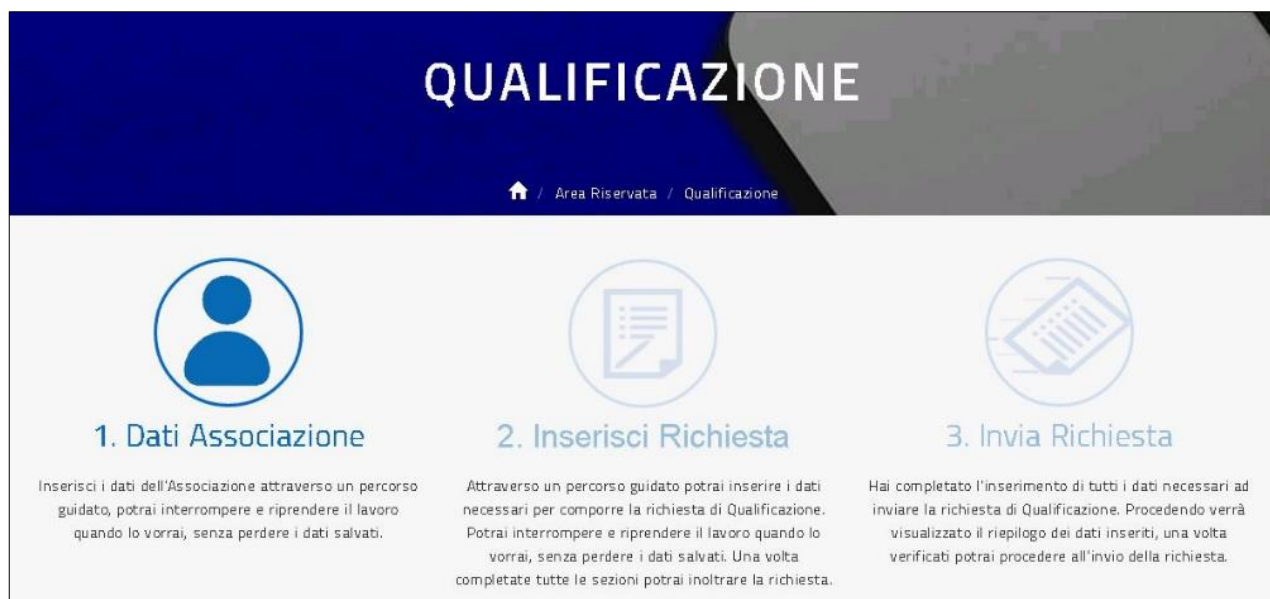 QUALIFICAZIONE
/ Area Riservata / Qualificazione
1. Dati Associazione
Inserisci i dati dell'Associazione attraverso un percorso
guidato, potrai interrompere e riprendere il lavoro
quando lo vorrai, senza perdere i dati salvati.
2. Inserisci Richiesta
Attraverso un percorso guidato potrai inserire i dati
necessari per comporre la richiesta di Qualificazione.
Potrai interrompere e riprendere il lavoro quando lo
vorrai, senza perdere i dati salvati. Una volta
completate tutte le sezioni potrai inoltrare la richiesta.
3. Invia Richiesta
Hai completato l'inserimento di tutti i dati necessari ad
inviare la richiesta di Qualificazione. Procedendo verrà
visualizzato il riepilogo dei dati inseriti, una volta
verificati potrai procedere all'invio della richiesta.